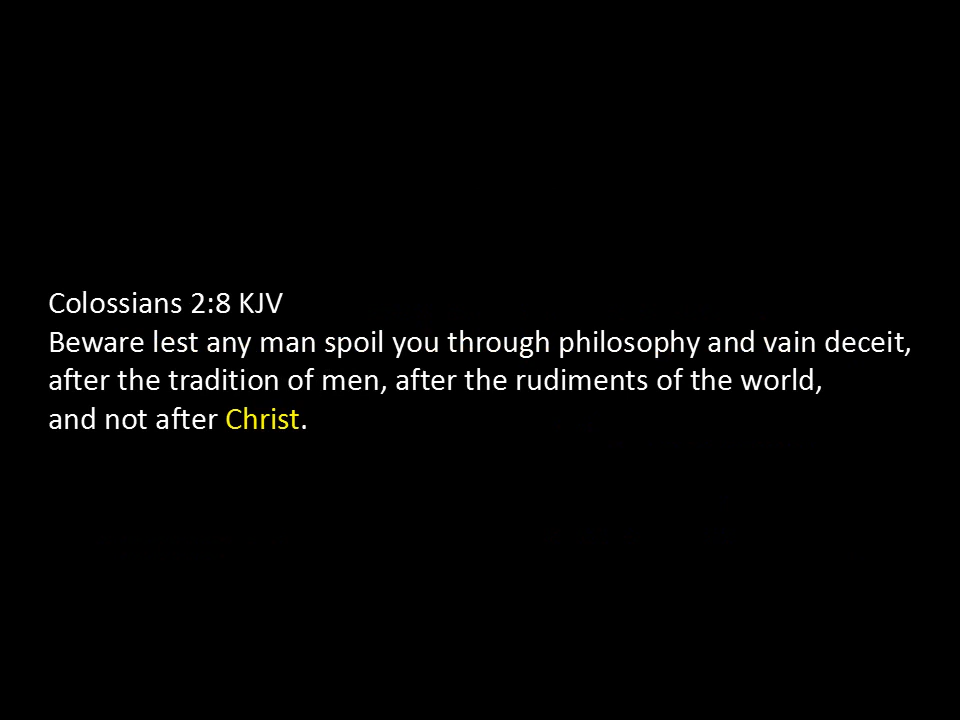 Colossians 2:8 KJV
Beware lest any man spoil you through philosophy and vain deceit,
after the tradition of men, after the rudiments of the world,
and not after Christ.